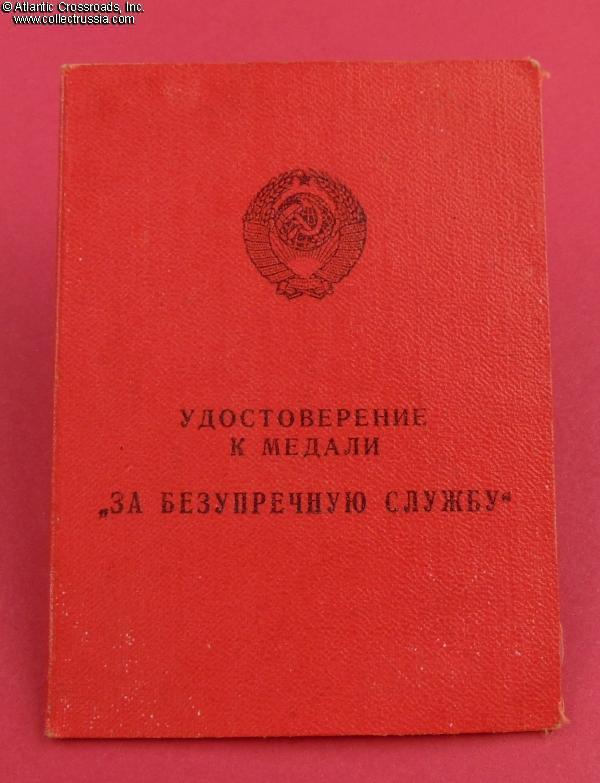 © Atlantic Crossroads, Inc.
www.collectrussia.com
УДОСТОВЕРЕНИЕ
К МЕДАЛИ
„ЗА БЕЗУПРЕЧНУЮ СЛУЖБУ“